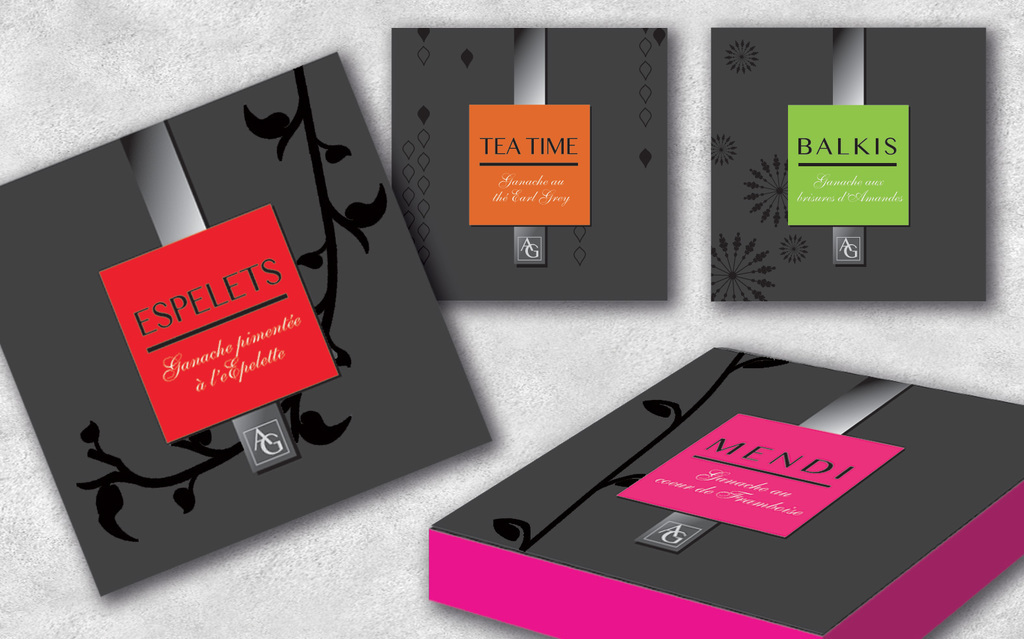 ESPELETS
Ganache pimentée
à l'eEpelette
AG
TEA TIME
Ganache au
thé Earl Grey
AG
BALKIS
Ganache aux
brisures d'Amandes
AG
MENDI
Ganache au
coeur de Framboise
AG